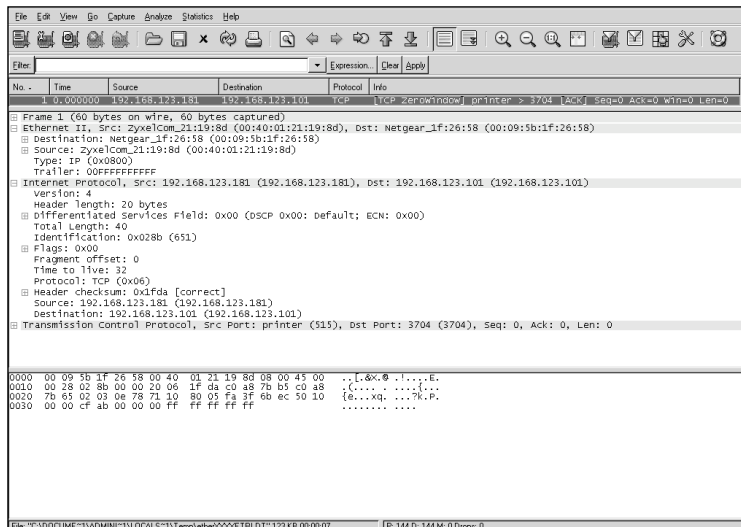 File Edit View Go Capture Analyze Statistics Help
Filter: Expression... Clear Apply
No. - Time Source Destination Protocol Info
1 0.000000 192.168.123.181 192.168.123.101 TCP [TCP ZeroWindow] printer > 3704 [ACK] Seq=0 Ack=0 Win=0 Len=0
Frame 1 (60 bytes on wire, 60 bytes captured)
Ethernet II, Src: ZyxelCom_21:19:8d (00:40:01:21:19:8d), Dst: Netgear_1f:26:58 (00:09:5b:1f:26:58)
Destination: Netgear_1f:26:58 (00:09:5b:1f:26:58)
Source: ZyxelCom_21:19:8d (00:40:01:21:19:8d)
Type: IP (0x0800)
Trailer: 00FFFFFFFFFF
Internet Protocol, Src: 192.168.123.181 (192.168.123.181), Dst: 192.168.123.101 (192.168.123.101)
Version: 4
Header length: 20 bytes
Differentiated Services Field: 0x00 (DSCP 0x00: Default; ECN: 0x00)
Total Length: 40
Identification: 0x028b (651)
Flags: 0x00
Fragment offset: 0
Time to live: 32
Protocol: TCP (0x06)
Header checksum: 0x1fda [correct]
Source: 192.168.123.181 (192.168.123.181)
Destination: 192.168.123.101 (192.168.123.101)
Transmission Control Protocol, Src Port: printer (515), Dst Port: 3704 (3704), Seq: 0, Ack: 0, Len: 0
0000 00 09 5b 1f 26 58 00 40 01 21 19 8d 08 00 45 00 ..[.&X.@ .!....E.
0010 00 28 02 8b 00 00 20 06 1f da c0 a8 7b b5 c0 a8 .(.... . ....{...
0020 7b 65 02 03 0e 78 71 10 80 05 fa 3f 6b ec 50 10 {e...xq. ...?k.P.
0030 00 00 cf ab 00 00 00 ff ff ff ff ff ........ ....
P: 144 D: 144 M: 0 Drops: 0